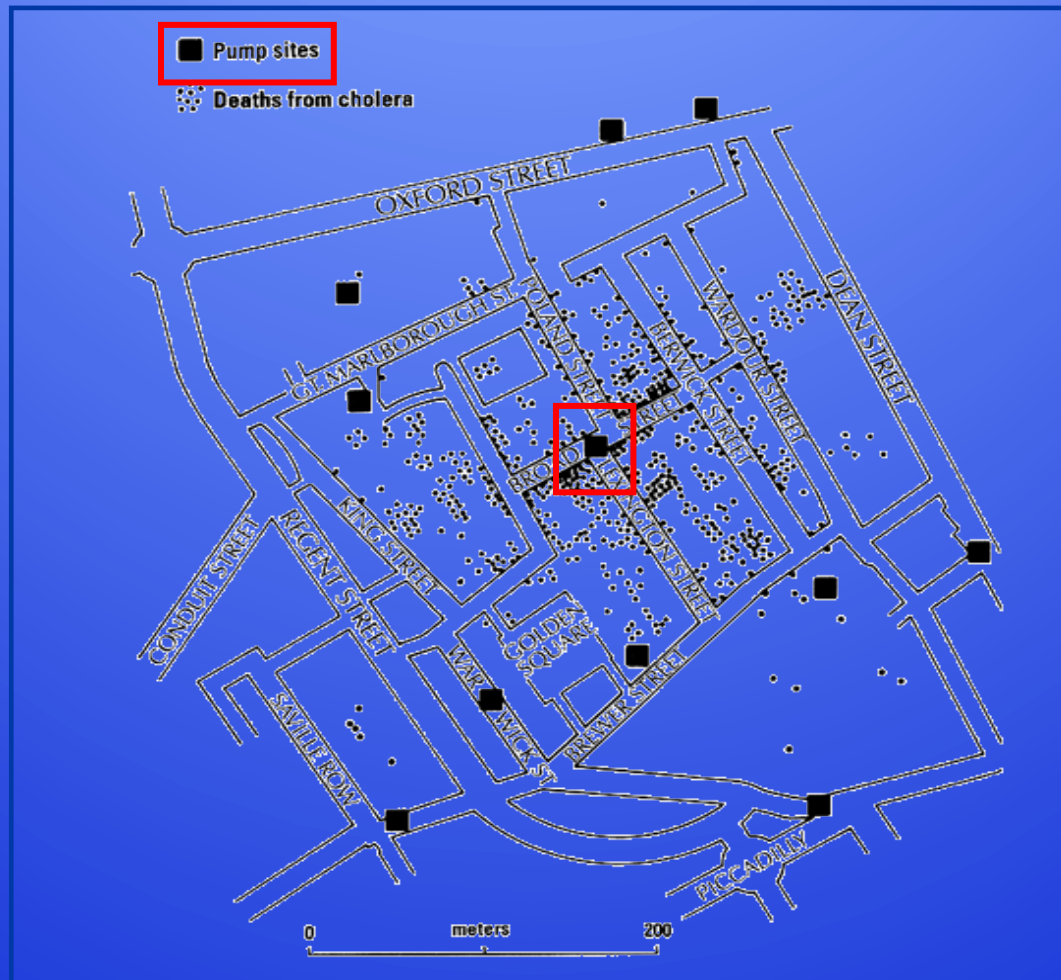 Pump sites
Deaths from cholera
OXFORD STREET
GT. MARLBOROUGH ST.
POLAND STREET
BERWICK STREET
WARDOUR STREET
DEAN STREET
BROAD STREET
LEXINGTON STREET
KING STREET
REGENT STREET
CONDUIT STREET
GOLDEN
SQUARE
WARWICK ST.
BREWER STREET
SAVILLE ROW
PICCADILLY
0 meters 200